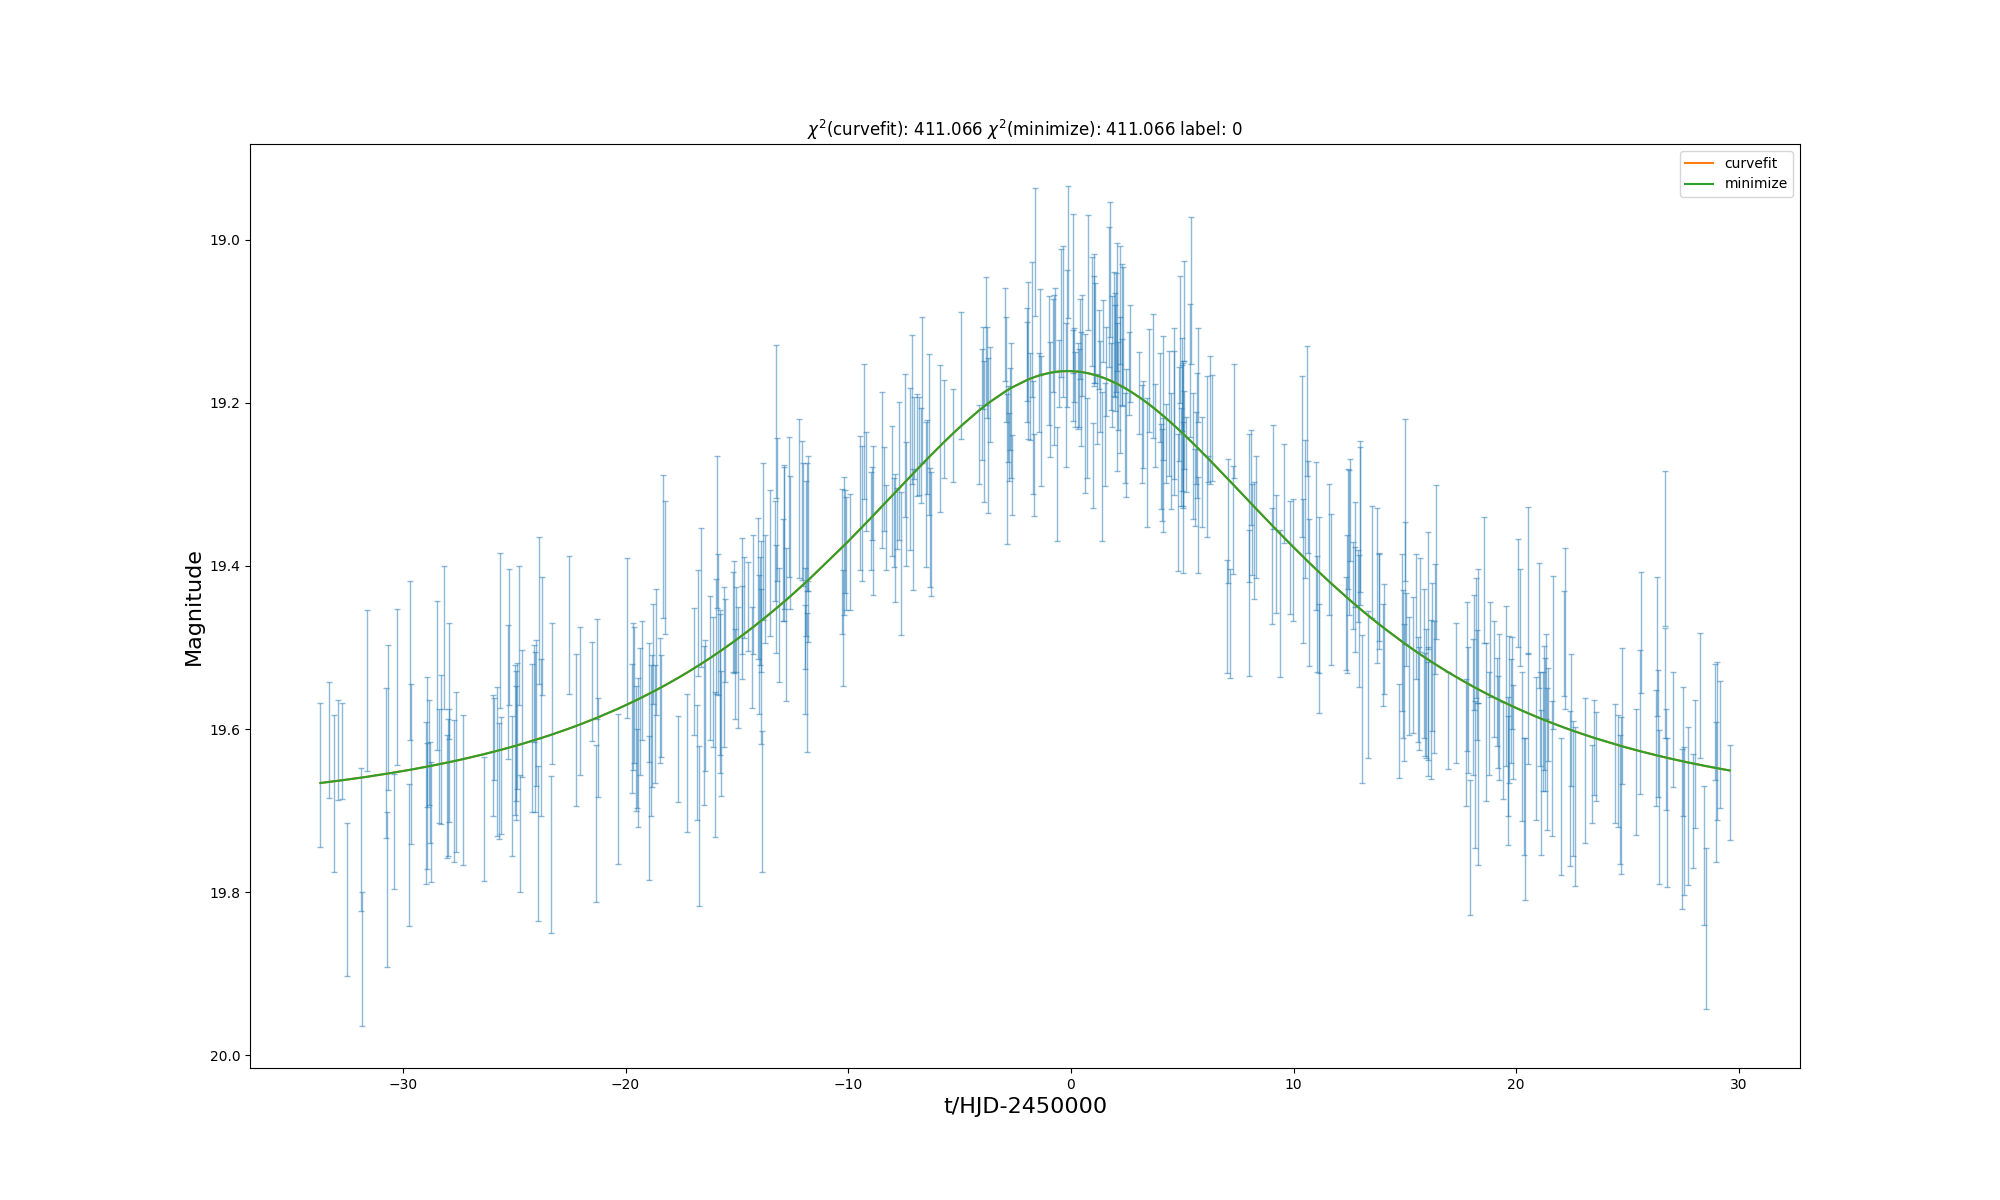 χ²(curvefit): 411.066 χ²(minimize): 411.066 label: 0
curvefit
minimize
Magnitude
19.0
19.2
19.4
19.6
19.8
20.0
−30
−20
−10
0
10
20
30
t/HJD-2450000